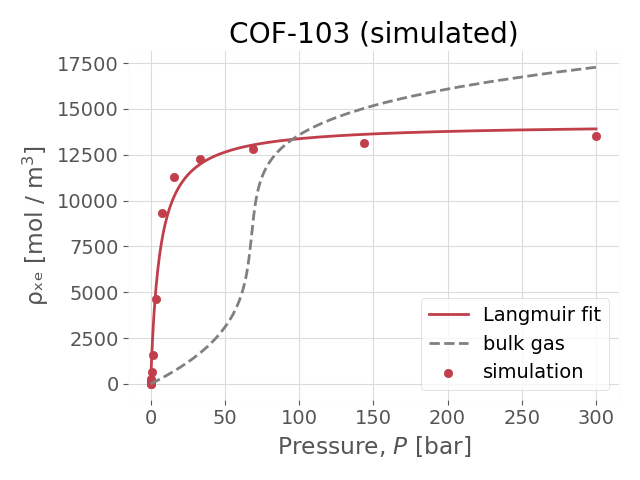 COF-103 (simulated)
17500
15000
12500
10000
7500
5000
2500
0
ρₓₑ [mol / m³]
Langmuir fit
bulk gas
simulation
0 50 100 150 200 250 300
Pressure, P [bar]